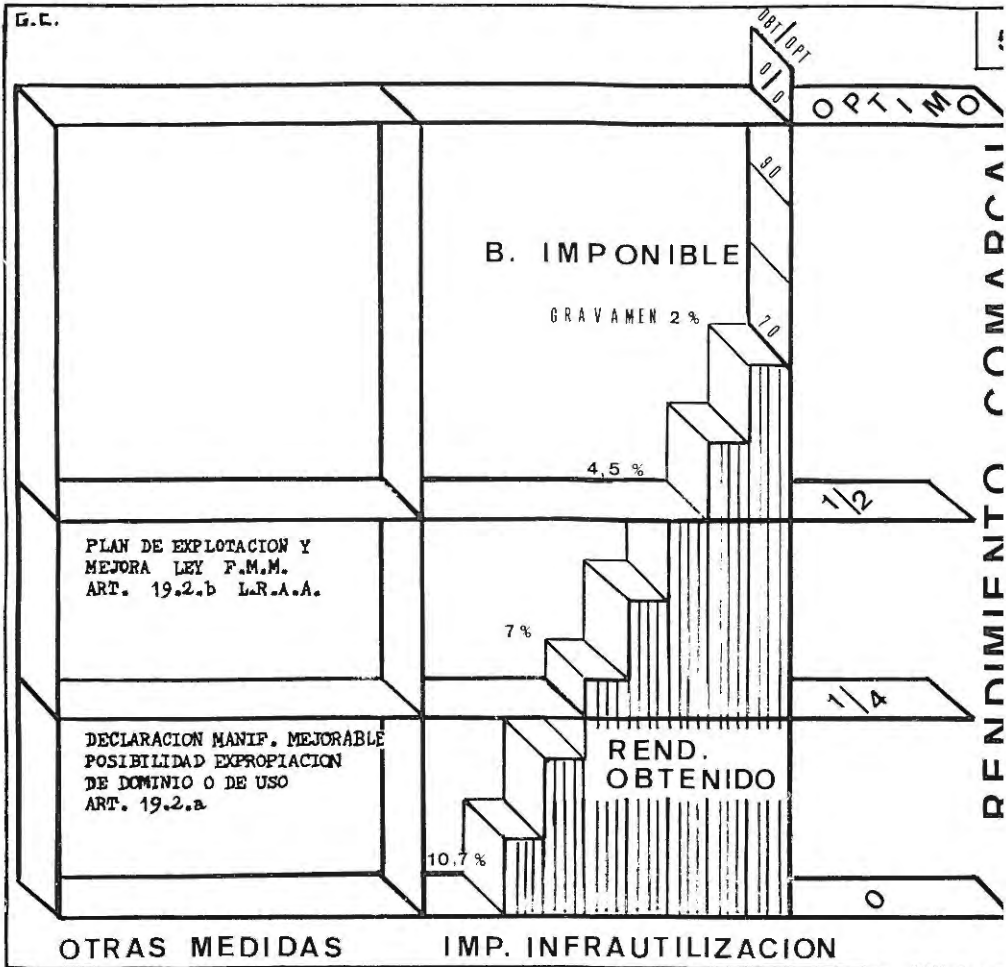 G.C.
OBT/OPT
OPTIMO
90
B. IMPONIBLE
GRAVAMEN 2 %
70
4,5 %
1/2
PLAN DE EXPLOTACION Y
MEJORA LEY F.M.M.
ART. 19.2.b L.R.A.A.
7 %
1/4
DECLARACION MANIF. MEJORABLE
POSIBILIDAD EXPROPIACION
DE DOMINIO O DE USO
ART. 19.2.a
REND.
OBTENIDO
10,7 %
0
RENDIMIENTO COMARCAL
OTRAS MEDIDAS
IMP. INFRAUTILIZACION